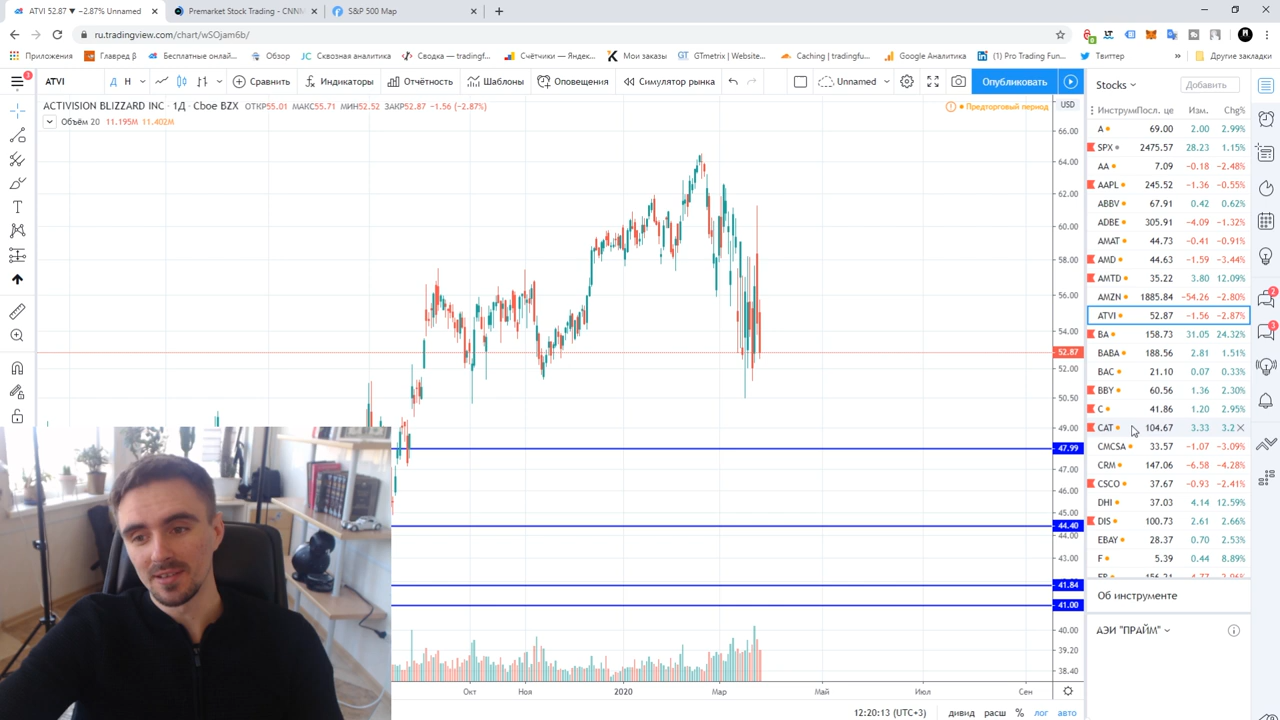 ATVI 52.87 ▼ −2.87% Unnamed
Premarket Stock Trading - CNNM
S&P 500 Map
ru.tradingview.com/chart/wSOjam6b/
Приложения
Главред β
Бесплатные онлай...
Обзор
Сквозная аналитика
Сводка — tradingf...
Счётчики — Яндек...
Мои заказы
GTmetrix | Website...
Caching | tradingfu...
Google Аналитика
(1) Pro Trading Fun...
Твиттер
Другие закладки
ATVI
Д
Н
Сравнить
Индикаторы
Отчётность
Шаблоны
Оповещения
Симулятор рынка
Unnamed
Опубликовать
Stocks
Добавить
ACTIVISION BLIZZARD INC · 1Д · Cboe BZX ОТКР55.01 МАКС55.71 МИН52.52 ЗАКР52.87 −1.56 (−2.87%)
Предторговый период
USD
Объём 20 11.195M 11.402M
66.00
64.00
62.00
60.00
58.00
56.00
54.00
52.87
52.00
50.50
49.00
47.99
47.00
46.00
45.00
44.40
44.00
43.00
41.84
41.00
40.00
39.20
38.40
Окт Ноя 2020 Мар Май Июл Сен
12:20:13 (UTC+3) дивид расш % лог авто
ИнструмПосл. це Изм. Chg%
A 69.00 2.00 2.99%
SPX 2475.57 28.23 1.15%
AA 7.09 −0.18 −2.48%
AAPL 245.52 −1.36 −0.55%
ABBV 67.91 0.42 0.62%
ADBE 305.91 −4.09 −1.32%
AMAT 44.73 −0.41 −0.91%
AMD 44.63 −1.59 −3.44%
AMTD 35.22 3.80 12.09%
AMZN 1885.84 −54.26 −2.80%
ATVI 52.87 −1.56 −2.87%
BA 158.73 31.05 24.32%
BABA 188.56 2.81 1.51%
BAC 21.10 0.07 0.33%
BBY 60.56 1.36 2.30%
C 41.86 1.20 2.95%
CAT 104.67 3.33 3.2
CMCSA 33.57 −1.07 −3.09%
CRM 147.06 −6.58 −4.28%
CSCO 37.67 −0.93 −2.41%
DHI 37.03 4.14 12.59%
DIS 100.73 2.61 2.66%
EBAY 28.37 0.70 2.53%
F 5.39 0.44 8.89%
Об инструменте
АЭИ "ПРАЙМ"